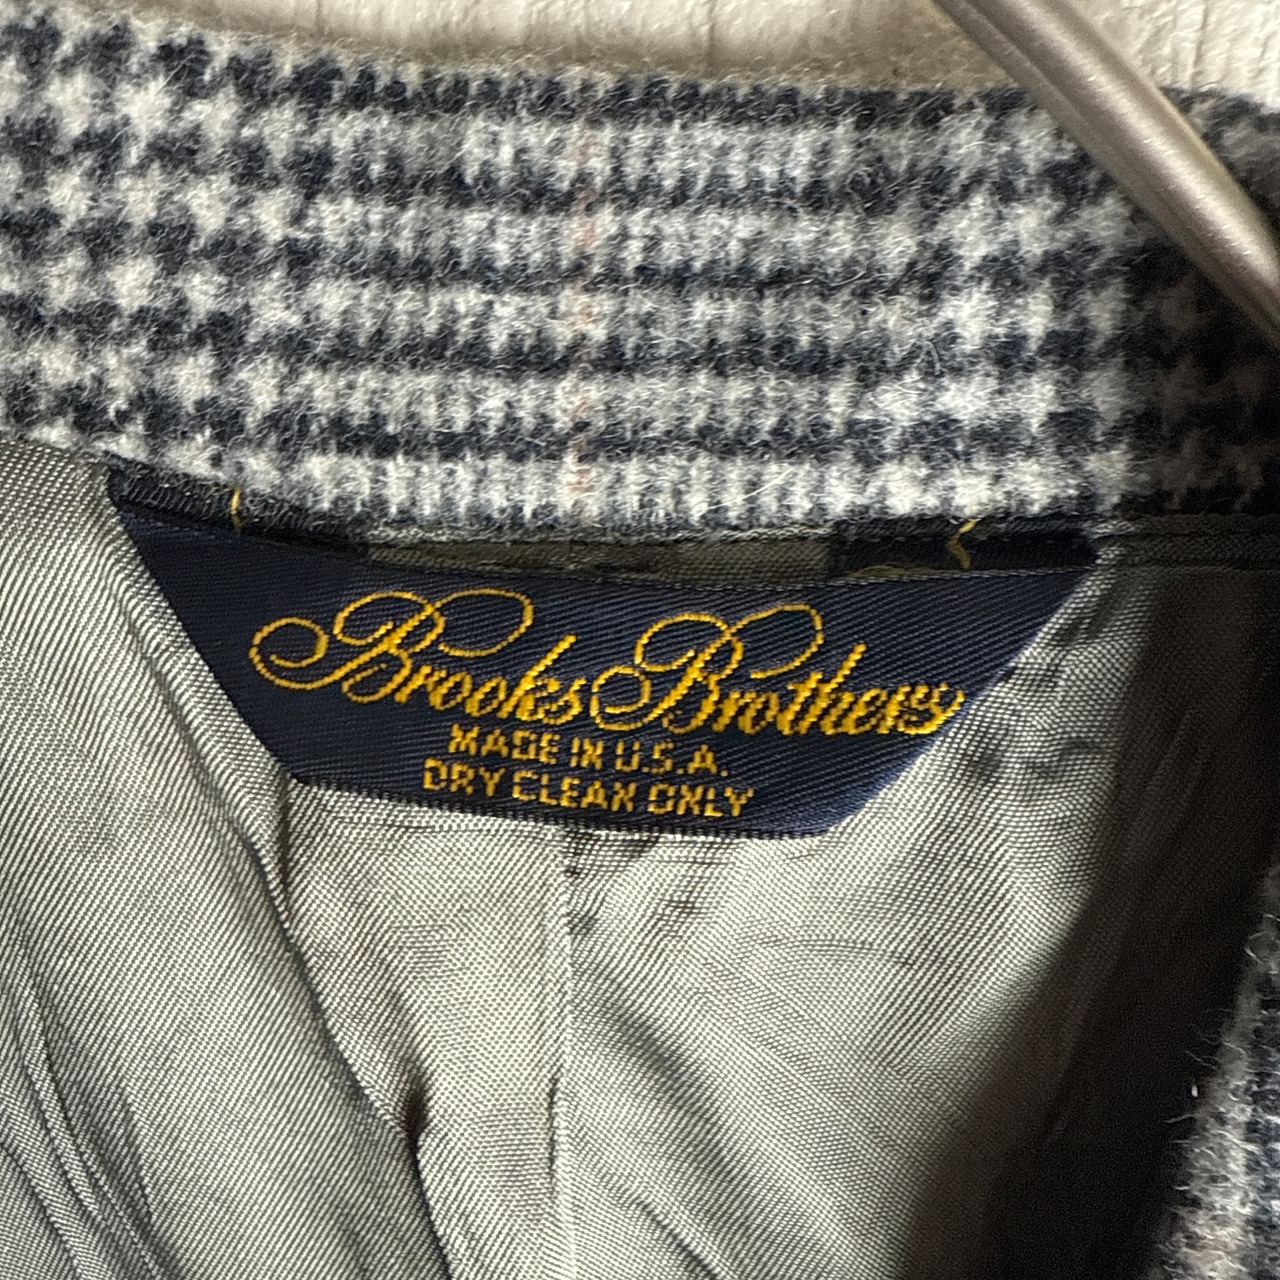 Brooks Brothers
MADE IN U.S.A.
DRY CLEAN ONLY